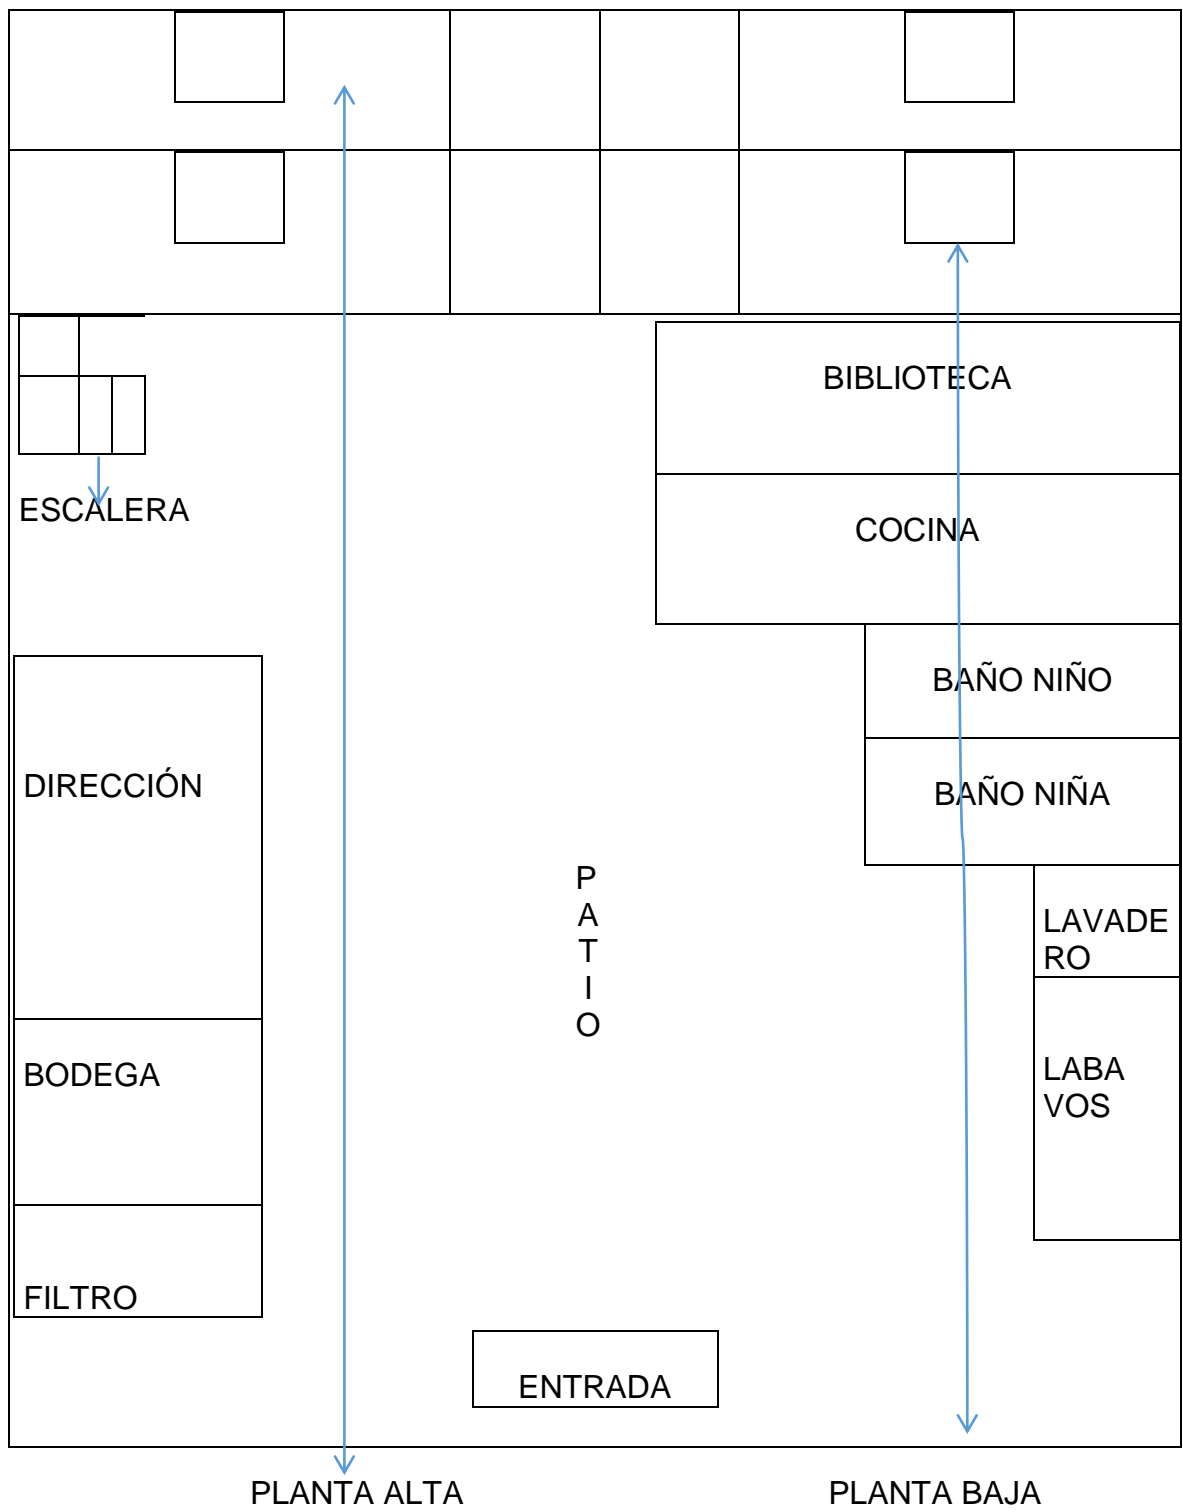 BIBLIOTECA
ESCALERA
COCINA
BAÑO NIÑO
DIRECCIÓN
BAÑO NIÑA
P
A
T
I
O
LAVADE
RO
BODEGA
LABA
VOS
FILTRO
ENTRADA
PLANTA ALTA
PLANTA BAJA